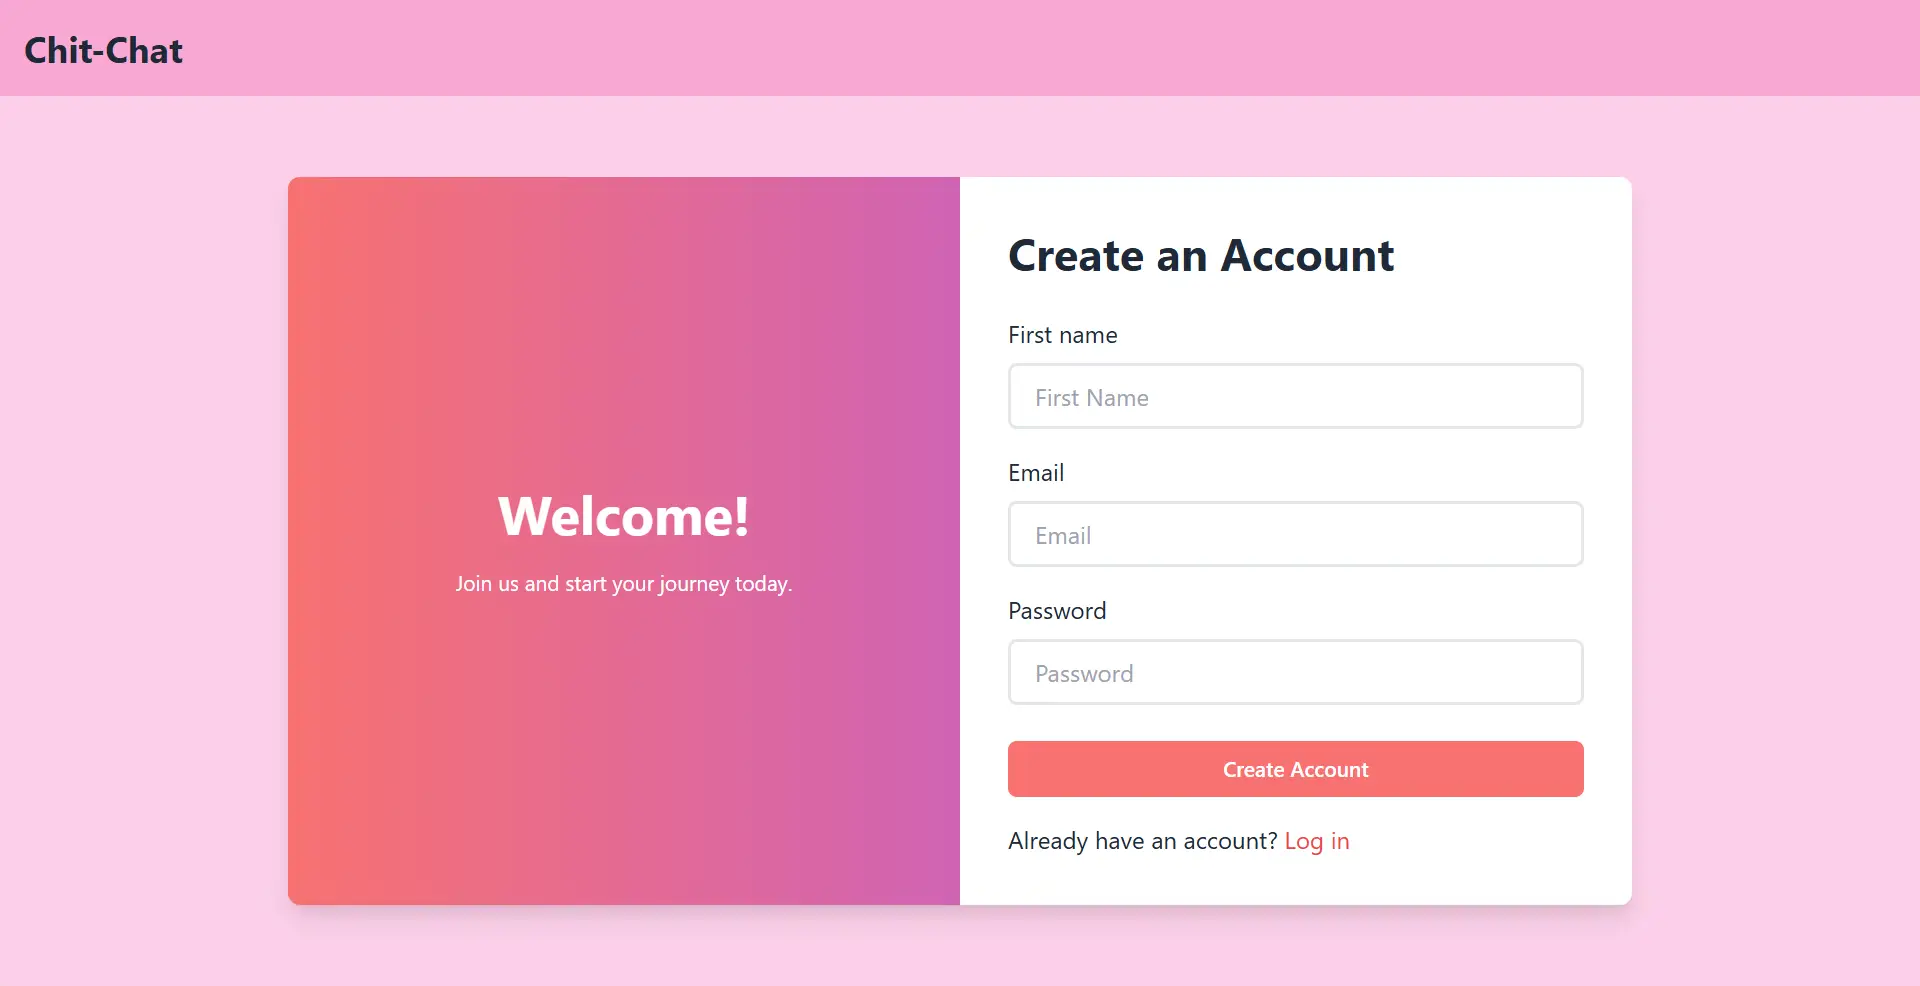 Chit-Chat
Welcome!
Join us and start your journey today.
Create an Account
First name
First Name
Email
Email
Password
Password
Create Account
Already have an account? Log in